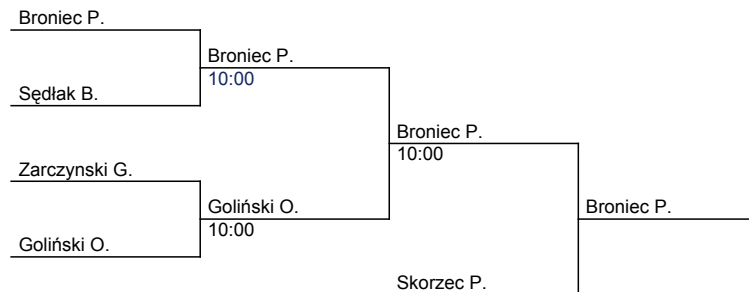 Broniec P.
Broniec P.
10:00
Sędłak B.
Broniec P.
10:00
Zarczynski G.
Goliński O.
10:00
Broniec P.
Goliński O.
Skorzec P.